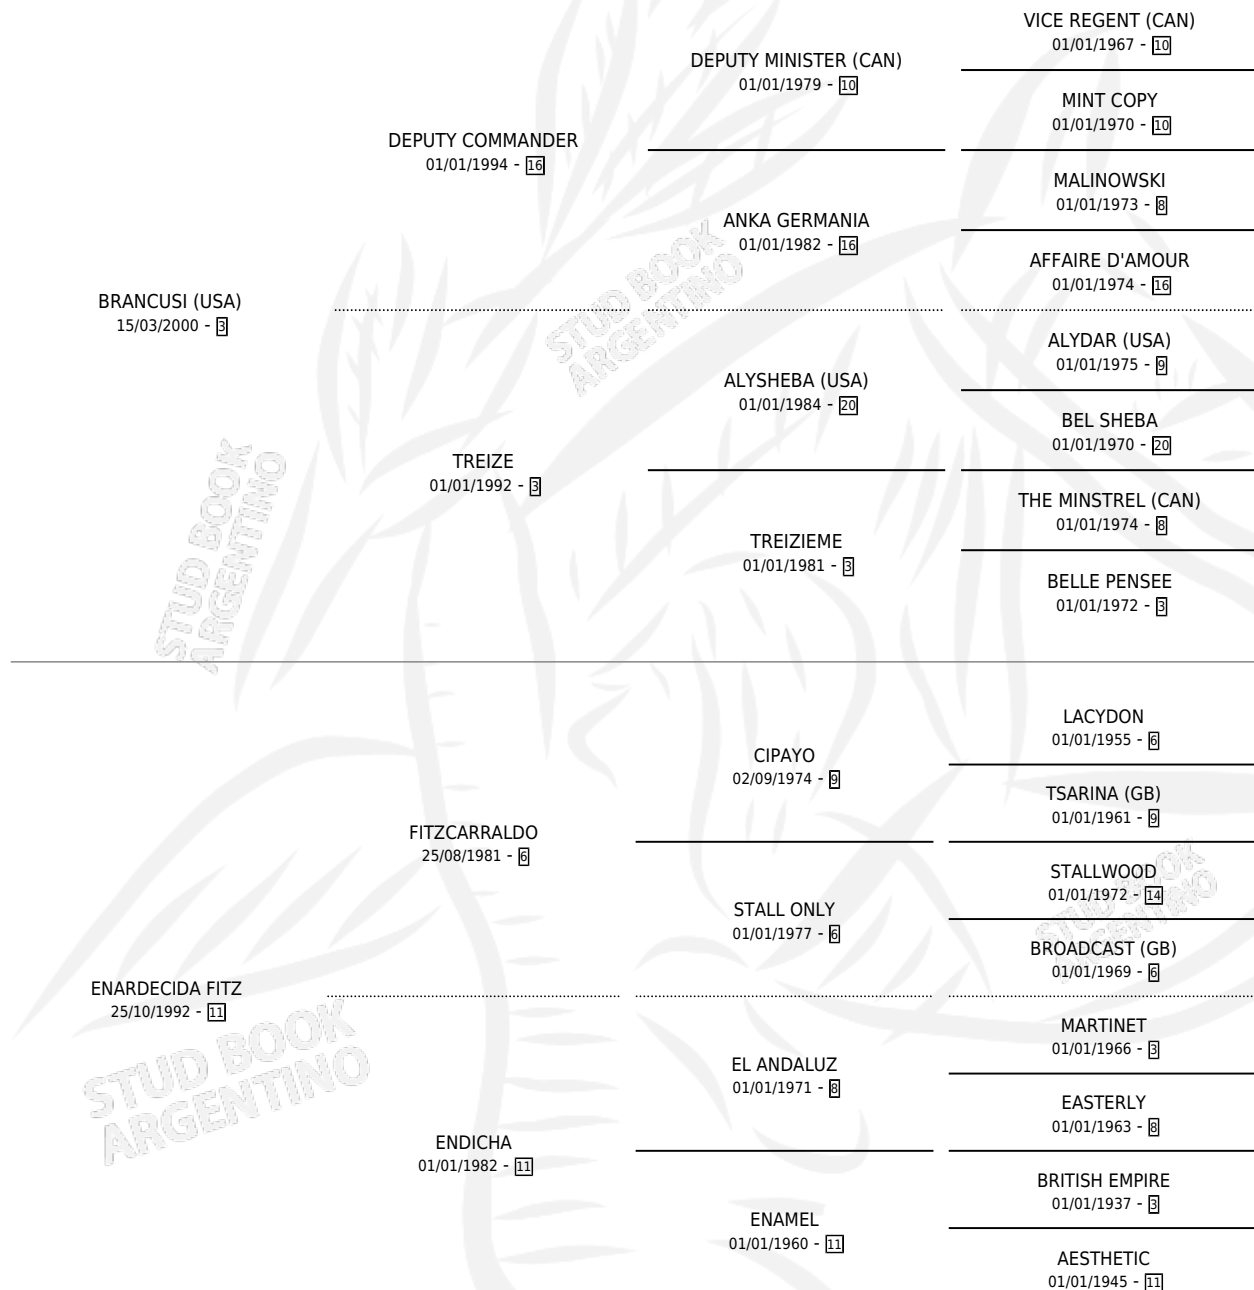 VICE REGENT (CAN)
01/01/1967 - 10
DEPUTY MINISTER (CAN)
01/01/1979 - 10
MINT COPY
01/01/1970 - 10
DEPUTY COMMANDER
01/01/1994 - 16
MALINOWSKI
01/01/1973 - 8
ANKA GERMANIA
01/01/1982 - 16
AFFAIRE D'AMOUR
01/01/1974 - 16
BRANCUSI (USA)
15/03/2000 - 3
ALYDAR (USA)
01/01/1975 - 9
ALYSHEBA (USA)
01/01/1984 - 20
BEL SHEBA
01/01/1970 - 20
TREIZE
01/01/1992 - 3
THE MINSTREL (CAN)
01/01/1974 - 8
TREIZIEME
01/01/1981 - 3
BELLE PENSEE
01/01/1972 - 3
LACYDON
01/01/1955 - 6
CIPAYO
02/09/1974 - 9
TSARINA (GB)
01/01/1961 - 9
FITZCARRALDO
25/08/1981 - 6
STALLWOOD
01/01/1972 - 14
STALL ONLY
01/01/1977 - 6
BROADCAST (GB)
01/01/1969 - 6
ENARDECIDA FITZ
25/10/1992 - 11
MARTINET
01/01/1966 - 3
EL ANDALUZ
01/01/1971 - 8
EASTERLY
01/01/1963 - 8
ENDICHA
01/01/1982 - 11
BRITISH EMPIRE
01/01/1937 - 3
ENAMEL
01/01/1960 - 11
AESTHETIC
01/01/1945 - 11
STUD BOOK
ARGENTINO
STUD BOOK
ARGENTINO
STUD BOOK
ARGENTINO
STUD BOOK
ARGENTINO